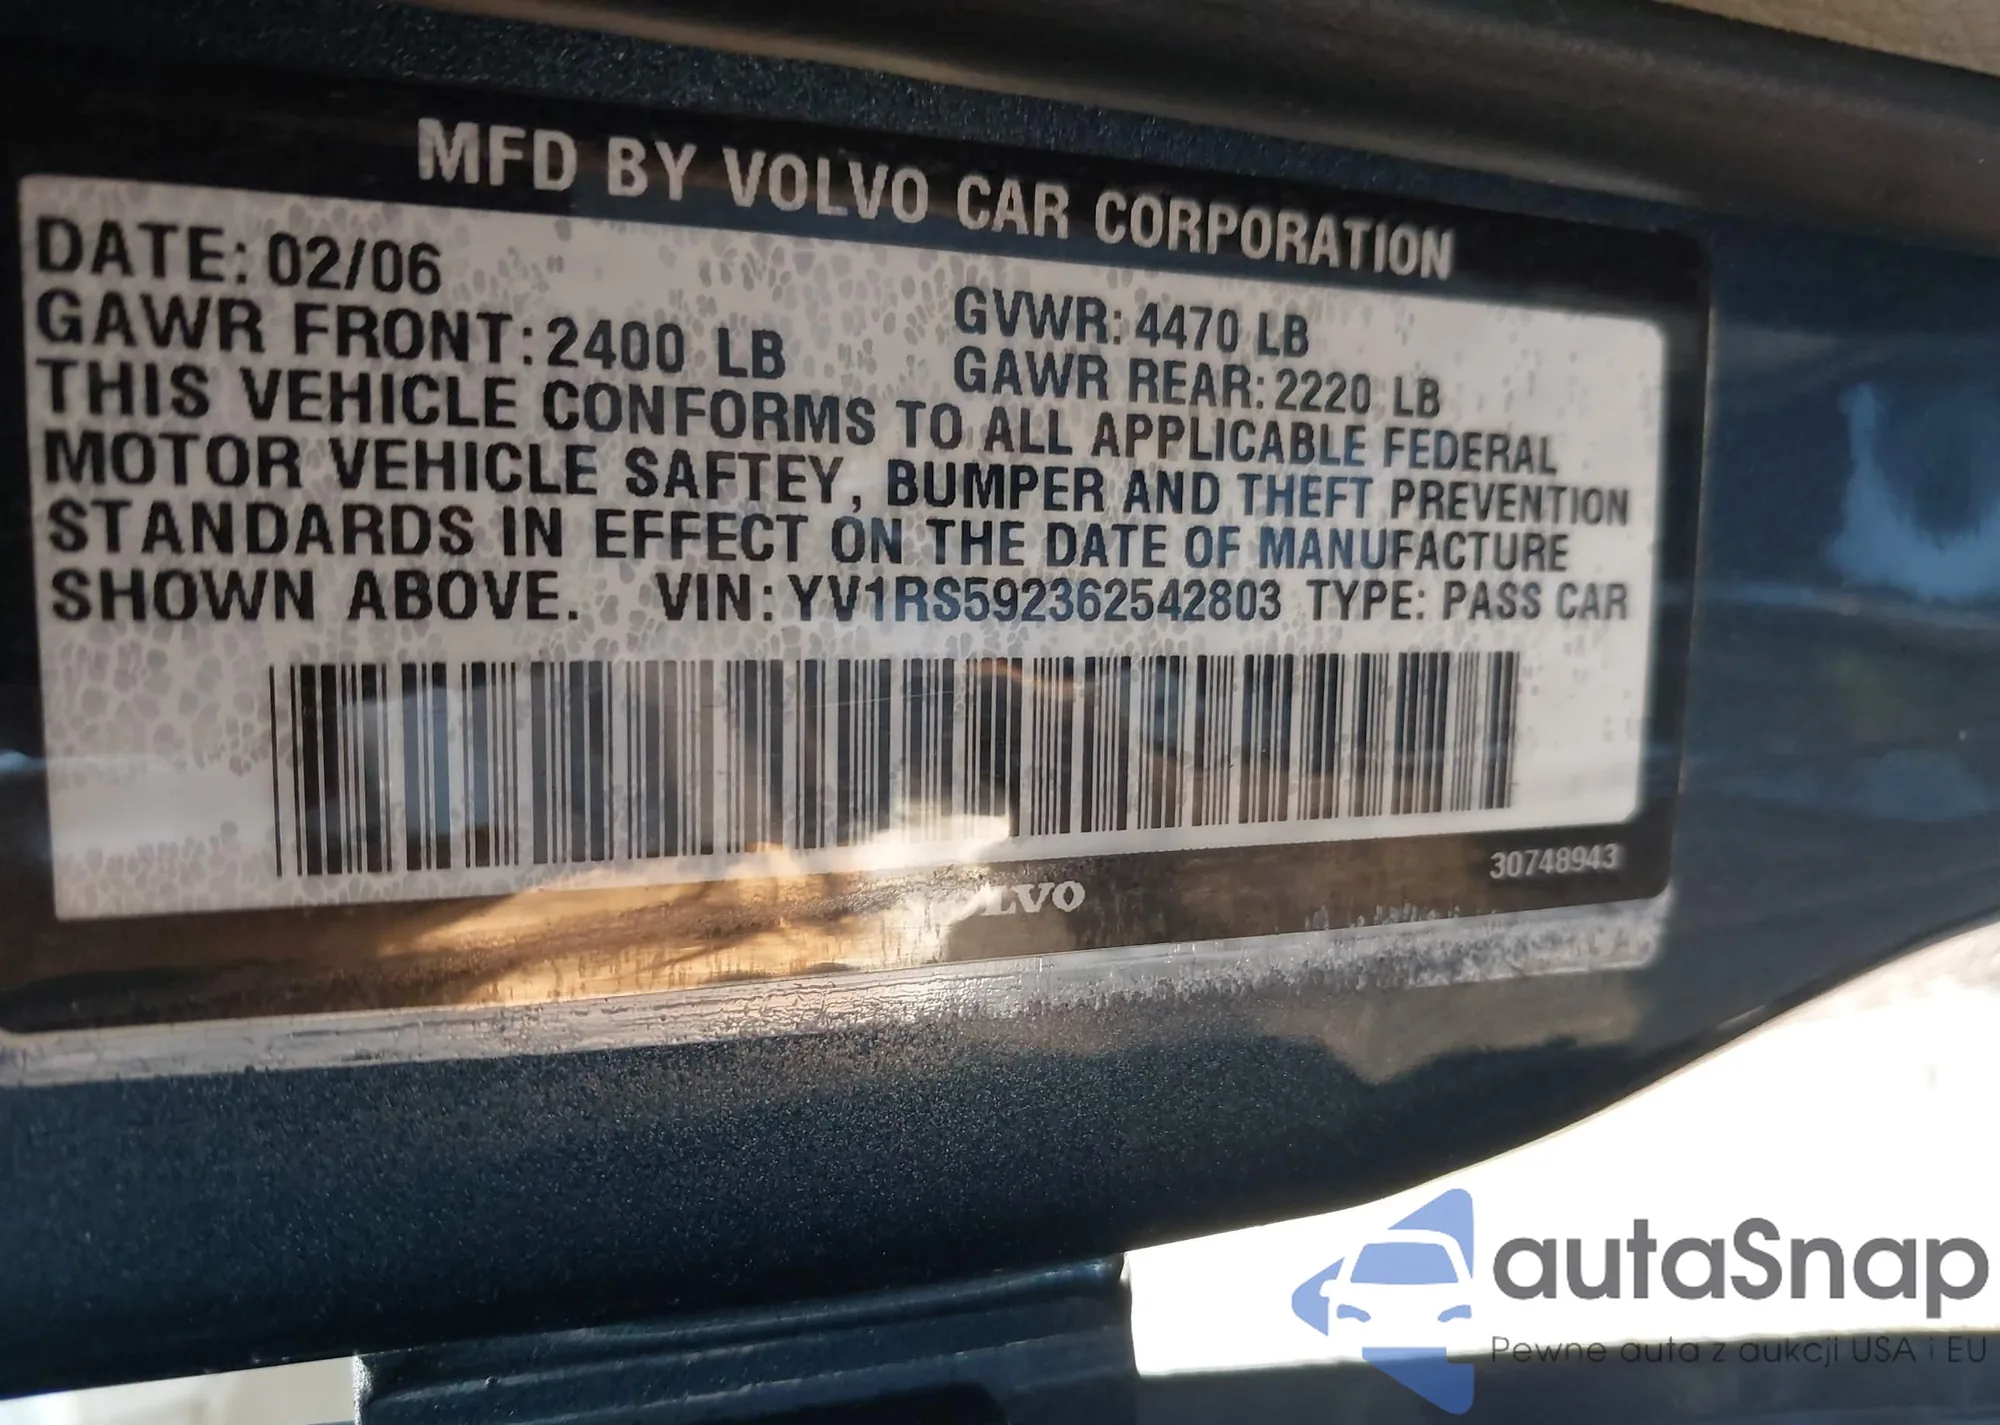 MFD BY VOLVO CAR CORPORATION
DATE: 02/06
GVWR: 4470 LB
GAWR FRONT: 2400 LB
GAWR REAR: 2220 LB
THIS VEHICLE CONFORMS TO ALL APPLICABLE FEDERAL
MOTOR VEHICLE SAFTEY, BUMPER AND THEFT PREVENTION
STANDARDS IN EFFECT ON THE DATE OF MANUFACTURE
SHOWN ABOVE. VIN: YV1RS592362542803 TYPE: PASS CAR
30748943
VOLVO
autaSnap
Pewne auta z aukcji USA i EU